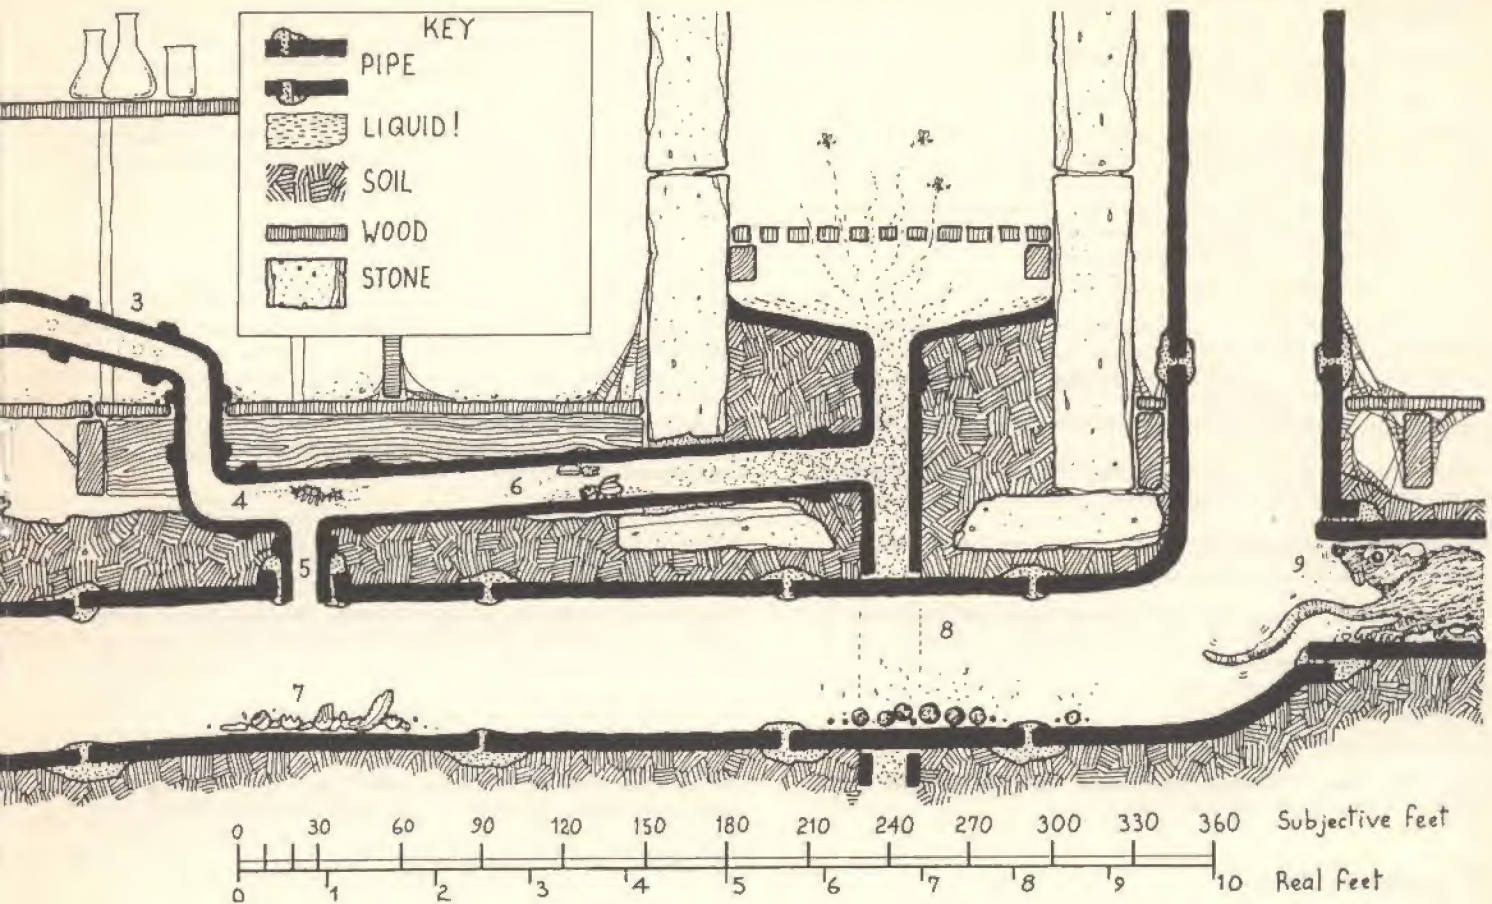 KEY
PIPE
LIQUID!
SOIL
WOOD
STONE
3
4
6
5
9
8
7
0 30 60 90 120 150 180 210 240 270 300 330 360 Subjective feet
0 1 2 3 4 5 6 7 8 9 10 Real feet